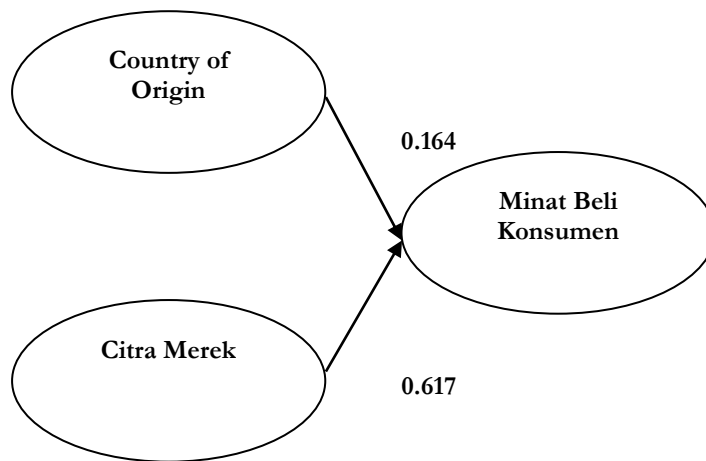 Country of
Origin
0.164
Minat Beli
Konsumen
Citra Merek
0.617